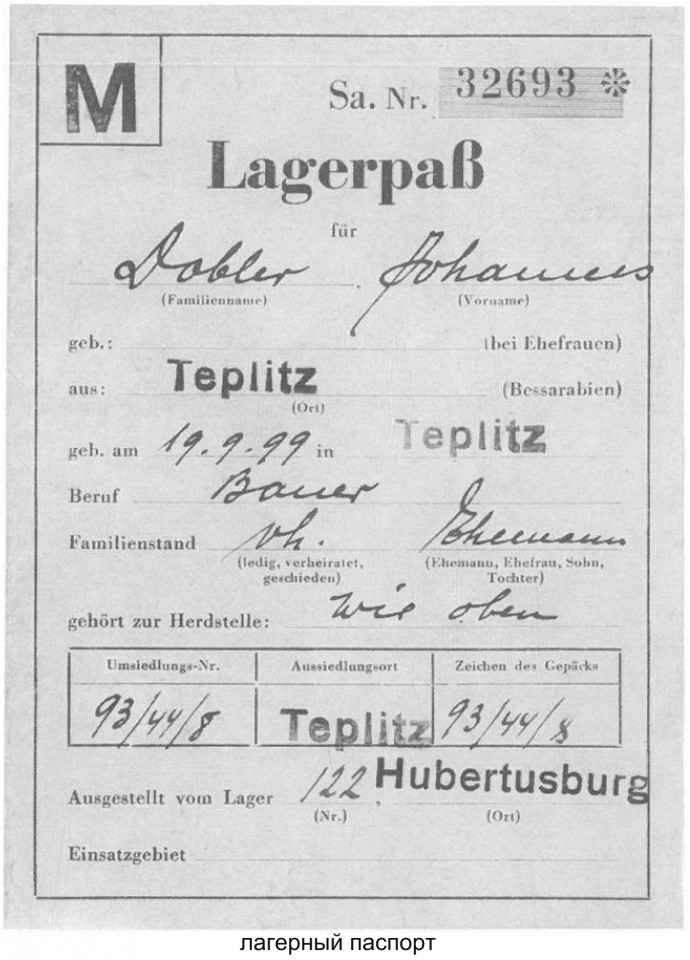 M
Sa. Nr. 32693 *
Lagerpaß
für
Dobler, Johannes
(Familienname) (Vorname)
geb.: (bei Ehefrauen)
aus: Teplitz (Bessarabien)
(Ort)
geb. am 19.9.99 in Teplitz
Beruf Bauer
Familienstand vh. Ehemann
(ledig, verheiratet, geschieden) (Ehemann, Ehefrau, Sohn, Tochter)
gehört zur Herdstelle: wie oben
Umsiedlungs-Nr. Aussiedlungsort Zeichen des Gepäcks
93/44/8 Teplitz 93/44/8
Ausgestellt vom Lager 122, Hubertusburg
(Nr.) (Ort)
Einsatzgebiet
лагерный паспорт